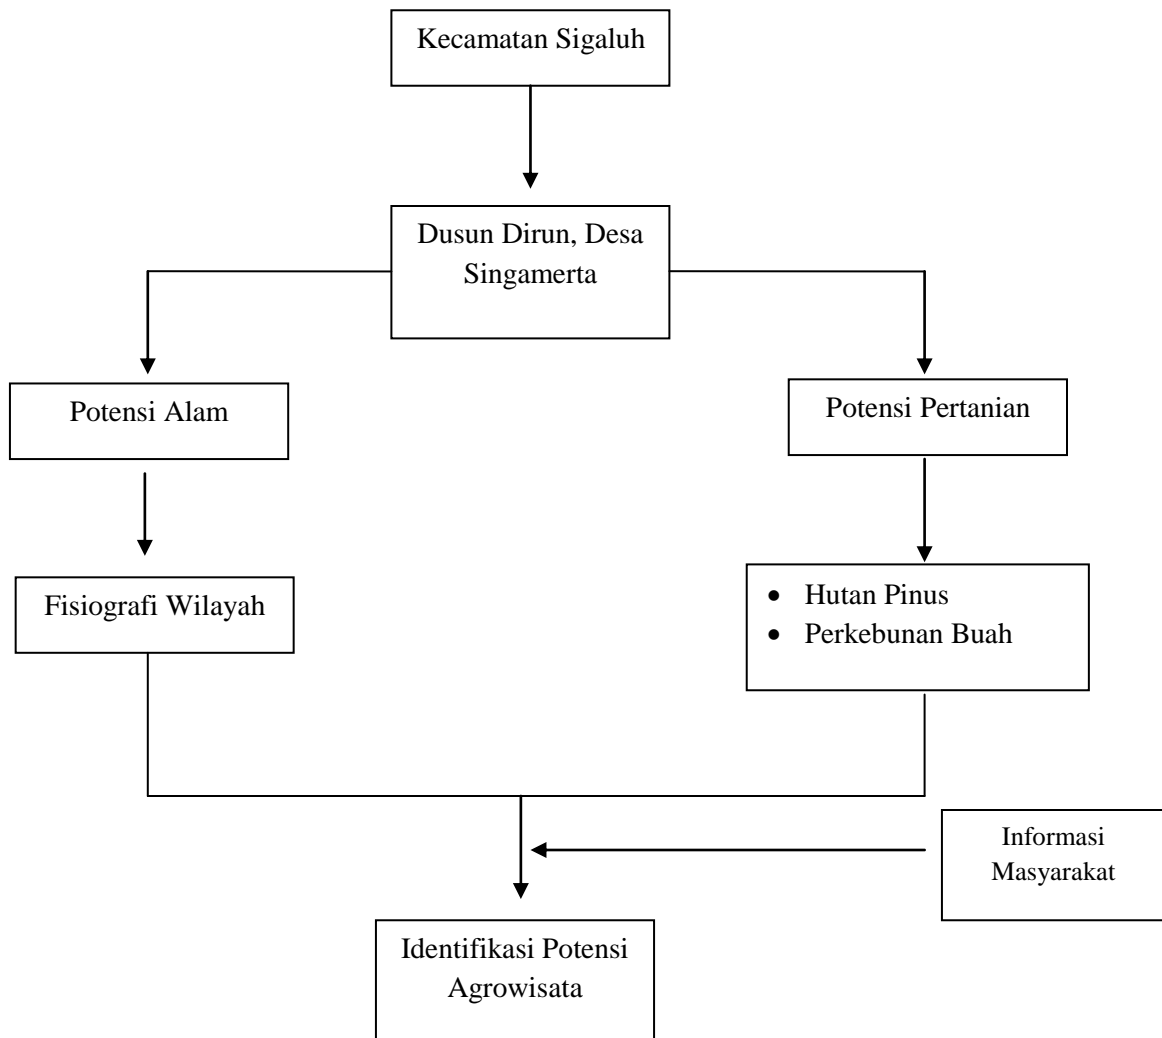 Kecamatan Sigaluh
Dusun Dirun, Desa
Singamerta
Potensi Alam
Potensi Pertanian
Fisiografi Wilayah
• Hutan Pinus
• Perkebunan Buah
Informasi
Masyarakat
Identifikasi Potensi
Agrowisata